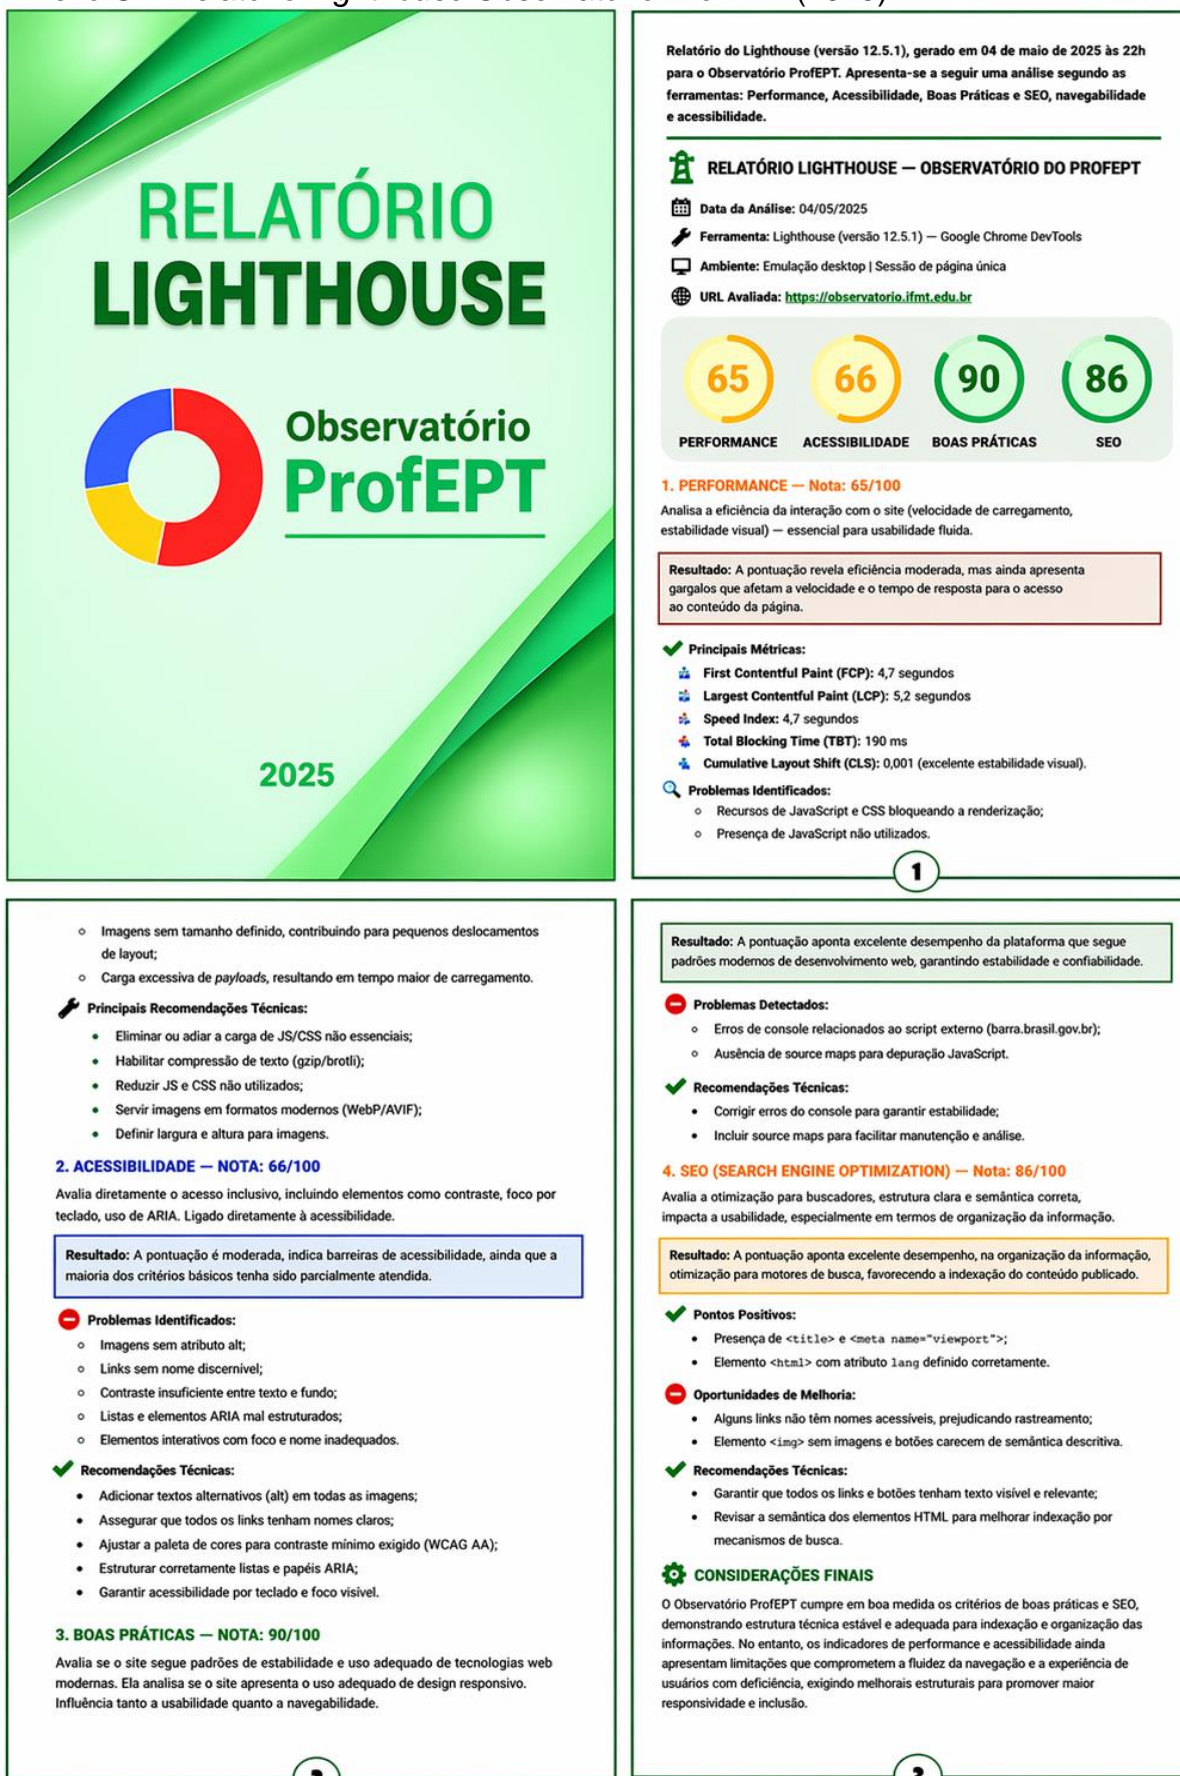 RELATÓRIO
LIGHTHOUSE
Observatório
ProfEPT
2025
Relatório do Lighthouse (versão 12.5.1), gerado em 04 de maio de 2025 às 22h
para o Observatório ProfEPT. Apresenta-se a seguir uma análise segundo as
ferramentas: Performance, Acessibilidade, Boas Práticas e SEO, navegabilidade
e acessibilidade.
RELATÓRIO LIGHTHOUSE — OBSERVATÓRIO DO PROFEPT
Data da Análise: 04/05/2025
Ferramenta: Lighthouse (versão 12.5.1) — Google Chrome DevTools
Ambiente: Emulação desktop | Sessão de página única
URL Avaliada: https://observatorio.ifmt.edu.br
65 66 90 86
PERFORMANCE ACESSIBILIDADE BOAS PRÁTICAS SEO
1. PERFORMANCE — Nota: 65/100
Analisa a eficiência da interação com o site (velocidade de carregamento,
estabilidade visual) — essencial para usabilidade fluida.
Resultado: A pontuação revela eficiência moderada, mas ainda apresenta
gargalos que afetam a velocidade e o tempo de resposta para o acesso
ao conteúdo da página.
Principais Métricas:
First Contentful Paint (FCP): 4,7 segundos
Largest Contentful Paint (LCP): 5,2 segundos
Speed Index: 4,7 segundos
Total Blocking Time (TBT): 190 ms
Cumulative Layout Shift (CLS): 0,001 (excelente estabilidade visual).
Problemas Identificados:
○ Recursos de JavaScript e CSS bloqueando a renderização;
○ Presença de JavaScript não utilizados.
1
○ Imagens sem tamanho definido, contribuindo para pequenos deslocamentos
de layout;
○ Carga excessiva de payloads, resultando em tempo maior de carregamento.
Principais Recomendações Técnicas:
• Eliminar ou adiar a carga de JS/CSS não essenciais;
• Habilitar compressão de texto (gzip/brotli);
• Reduzir JS e CSS não utilizados;
• Servir imagens em formatos modernos (WebP/AVIF);
• Definir largura e altura para imagens.
2. ACESSIBILIDADE — NOTA: 66/100
Avalia diretamente o acesso inclusivo, incluindo elementos como contraste, foco por
teclado, uso de ARIA. Ligado diretamente à acessibilidade.
Resultado: A pontuação é moderada, indica barreiras de acessibilidade, ainda que a
maioria dos critérios básicos tenha sido parcialmente atendida.
Problemas Identificados:
○ Imagens sem atributo alt;
○ Links sem nome discernivel;
○ Contraste insuficiente entre texto e fundo;
○ Listas e elementos ARIA mal estruturados;
○ Elementos interativos com foco e nome inadequados.
Recomendações Técnicas:
• Adicionar textos alternativos (alt) em todas as imagens;
• Assegurar que todos os links tenham nomes claros;
• Ajustar a paleta de cores para contraste mínimo exigido (WCAG AA);
• Estruturar corretamente listas e papéis ARIA;
• Garantir acessibilidade por teclado e foco visível.
3. BOAS PRÁTICAS — NOTA: 90/100
Avalia se o site segue padrões de estabilidade e uso adequado de tecnologias web
modernas. Ela analisa se o site apresenta o uso adequado de design responsivo.
Influência tanto a usabilidade quanto a navegabilidade.
Resultado: A pontuação aponta excelente desempenho da plataforma que segue
padrões modernos de desenvolvimento web, garantindo estabilidade e confiabilidade.
Problemas Detectados:
○ Erros de console relacionados ao script externo (barra.brasil.gov.br);
○ Ausência de source maps para depuração JavaScript.
Recomendações Técnicas:
• Corrigir erros do console para garantir estabilidade;
• Incluir source maps para facilitar manutenção e análise.
4. SEO (SEARCH ENGINE OPTIMIZATION) — Nota: 86/100
Avalia a otimização para buscadores, estrutura clara e semântica correta,
impacta a usabilidade, especialmente em termos de organização da informação.
Resultado: A pontuação aponta excelente desempenho, na organização da informação,
otimização para motores de busca, favorecendo a indexação do conteúdo publicado.
Pontos Positivos:
• Presença de <title> e <meta name="viewport">;
• Elemento <html> com atributo lang definido corretamente.
Oportunidades de Melhoria:
• Alguns links não têm nomes acessíveis, prejudicando rastreamento;
• Elemento <img> sem imagens e botões carecem de semântica descritiva.
Recomendações Técnicas:
• Garantir que todos os links e botões tenham texto visível e relevante;
• Revisar a semântica dos elementos HTML para melhorar indexação por
mecanismos de busca.
CONSIDERAÇÕES FINAIS
O Observatório ProfEPT cumpre em boa medida os critérios de boas práticas e SEO,
demonstrando estrutura técnica estável e adequada para indexação e organização das
informações. No entanto, os indicadores de performance e acessibilidade ainda
apresentam limitações que comprometem a fluidez da navegação e a experiência de
usuários com deficiência, exigindo melhorais estruturais para promover maior
responsividade e inclusão.